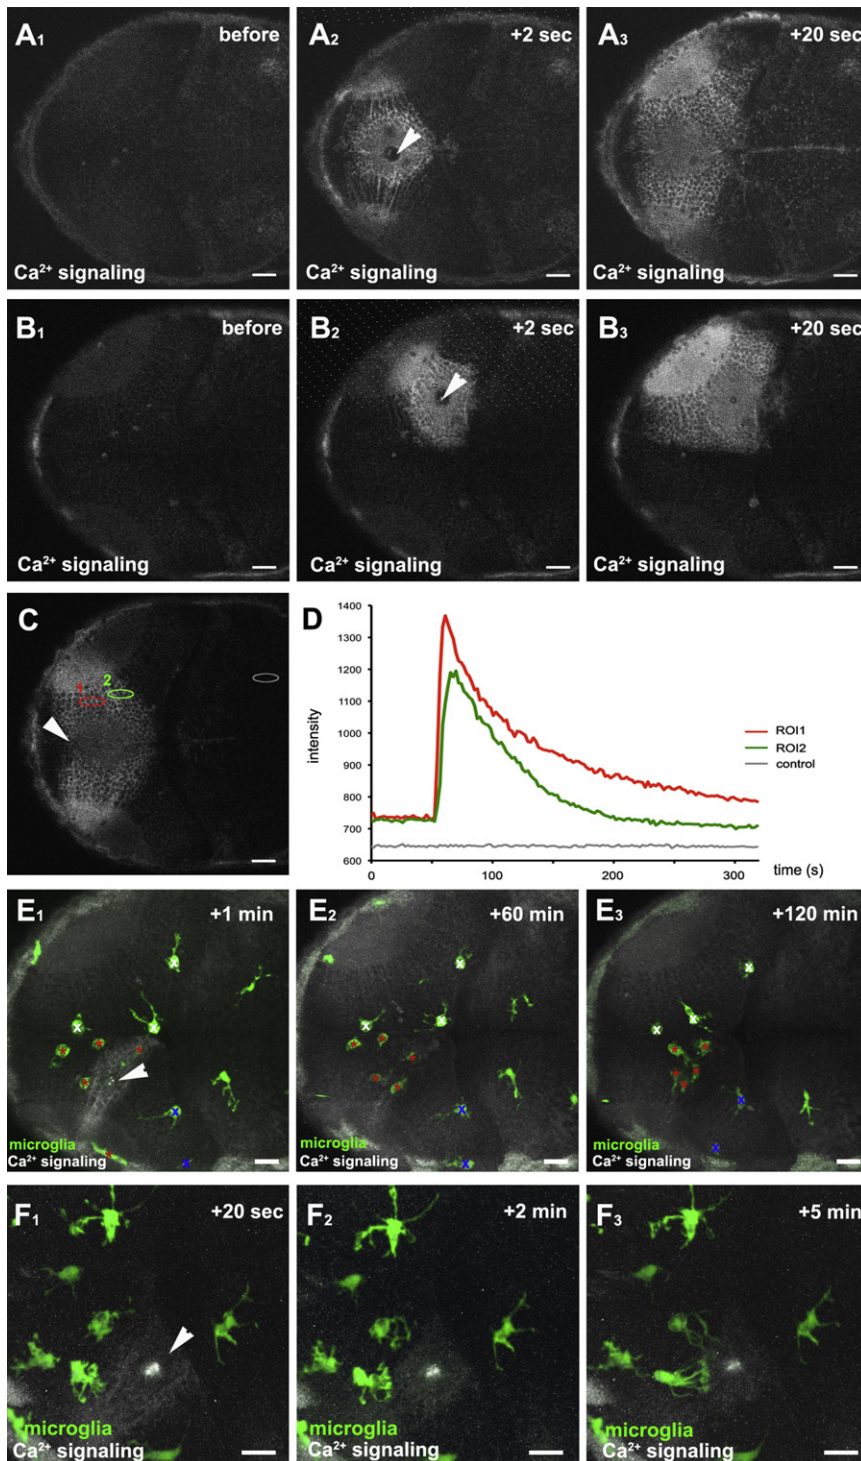 A1 before
Ca²⁺ signaling
A2 +2 sec
Ca²⁺ signaling
A3 +20 sec
Ca²⁺ signaling
B1 before
Ca²⁺ signaling
B2 +2 sec
Ca²⁺ signaling
B3 +20 sec
Ca²⁺ signaling
C
1
2
D
1400
1300
1200
1100
1000
900
800
700
600
intensity
0
100
200
300
time (s)
ROI1
ROI2
control
E1 +1 min
x
x
x
x
x
microglia
Ca²⁺ signaling
E2 +60 min
x
x
x
x
x
microglia
Ca²⁺ signaling
E3 +120 min
x
x
x
x
x
microglia
Ca²⁺ signaling
F1 +20 sec
microglia
Ca²⁺ signaling
F2 +2 min
microglia
Ca²⁺ signaling
F3 +5 min
microglia
Ca²⁺ signaling